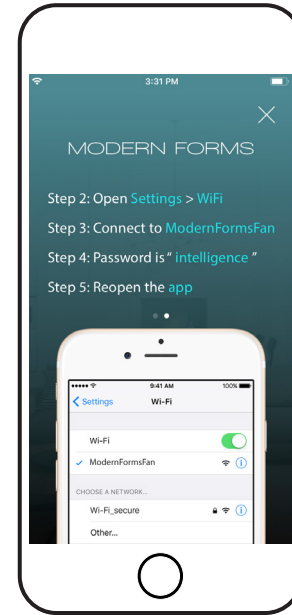 3:31 PM
MODERN FORMS
Step 2: Open Settings > WiFi
Step 3: Connect to ModernFormsFan
Step 4: Password is " intelligence "
Step 5: Reopen the app
9:41 AM 100%
Settings Wi-Fi
Wi-Fi
ModernFormsFan
CHOOSE A NETWORK...
Wi-Fi_secure
Other...